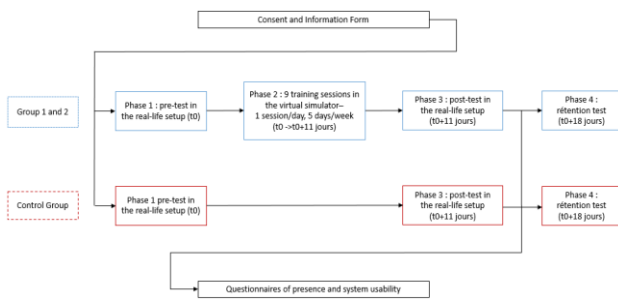 Consent and Information Form
Group 1 and 2
Phase 1 : pre-test in
the real-life setup (t0)
Phase 2 : 9 training sessions in
the virtual simulator–
1 session/day, 5 days/week
(t0 ->t0+11 jours)
Phase 3 : post-test in
the real-life setup
(t0+11 jours)
Phase 4 :
rétention test
(t0+18 jours)
Control Group
Phase 1 pre-test in
the real-life setup (t0)
Phase 3 : post-test in
the real-life setup
(t0+11 jours)
Phase 4 :
rétention test
(t0+18 jours)
Questionnaires of presence and system usability